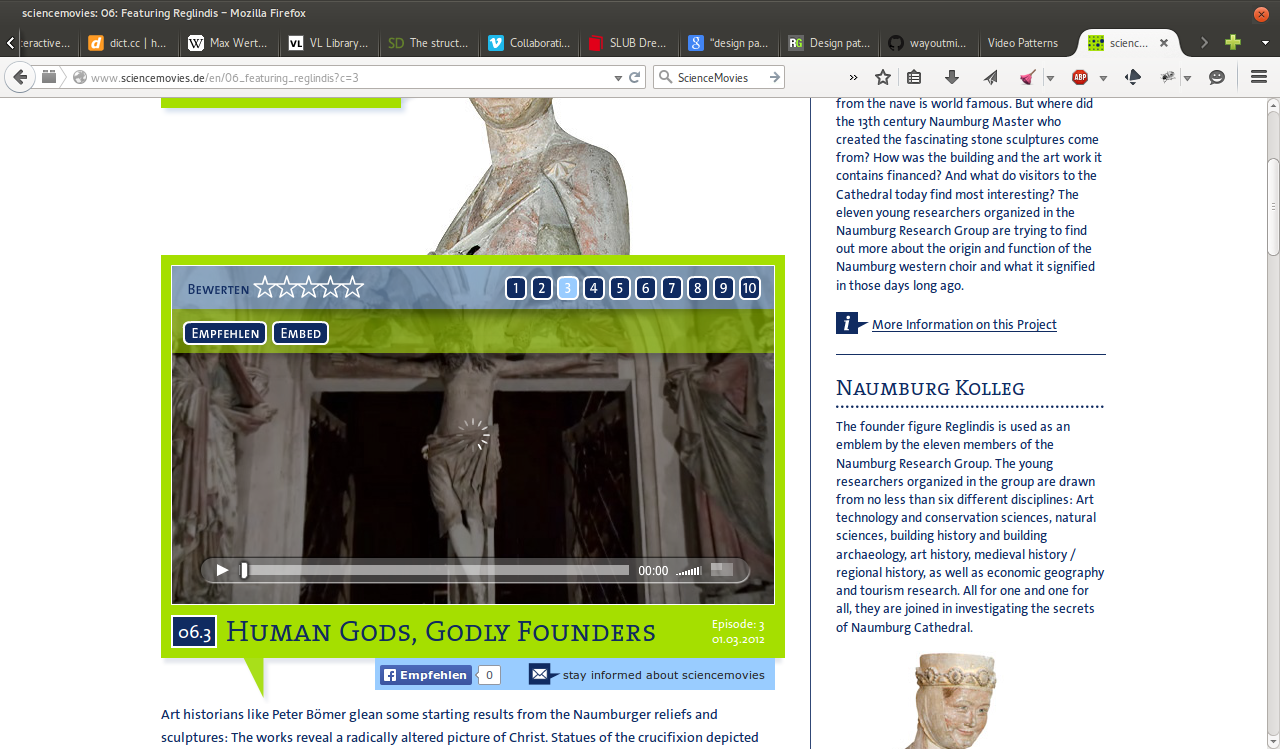 sciencemovies: 06: Featuring Reglindis – Mozilla Firefox
:eractive...
dict.cc | h...
Max Wert...
VL Library...
SD The struct...
Collaborati...
SLUB Dre...
"design pa...
RG Design pat...
wayoutmi...
Video Patterns
scienc...
www.sciencemovies.de/en/06_featuring_reglindis?c=3
ScienceMovies
ABP
from the nave is world famous. But where did
the 13th century Naumburg Master who
created the fascinating stone sculptures come
from? How was the building and the art work it
contains financed? And what do visitors to the
Cathedral today find most interesting? The
eleven young researchers organized in the
Naumburg Research Group are trying to find
out more about the origin and function of the
Naumburg western choir and what it signified
in those days long ago.
i More Information on this Project
Naumburg Kolleg
The founder figure Reglindis is used as an
emblem by the eleven members of the
Naumburg Research Group. The young
researchers organized in the group are drawn
from no less than six different disciplines: Art
technology and conservation sciences, natural
sciences, building history and building
archaeology, art history, medieval history /
regional history, as well as economic geography
and tourism research. All for one and one for
all, they are joined in investigating the secrets
of Naumburg Cathedral.
Bewerten
1 2 3 4 5 6 7 8 9 10
Empfehlen Embed
00:00
06.3 Human Gods, Godly Founders
Episode: 3
01.03.2012
Empfehlen 0
stay informed about sciencemovies
Art historians like Peter Bömer glean some starting results from the Naumburger reliefs and
sculptures: The works reveal a radically altered picture of Christ. Statues of the crucifixion depicted